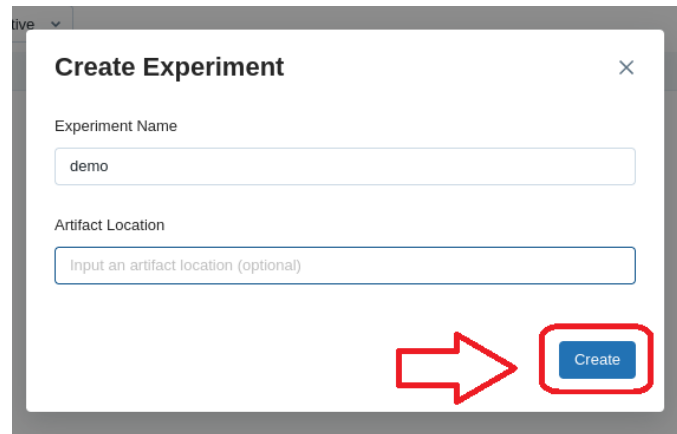 tive
Create Experiment
Experiment Name
demo
Artifact Location
Input an artifact location (optional)
Create